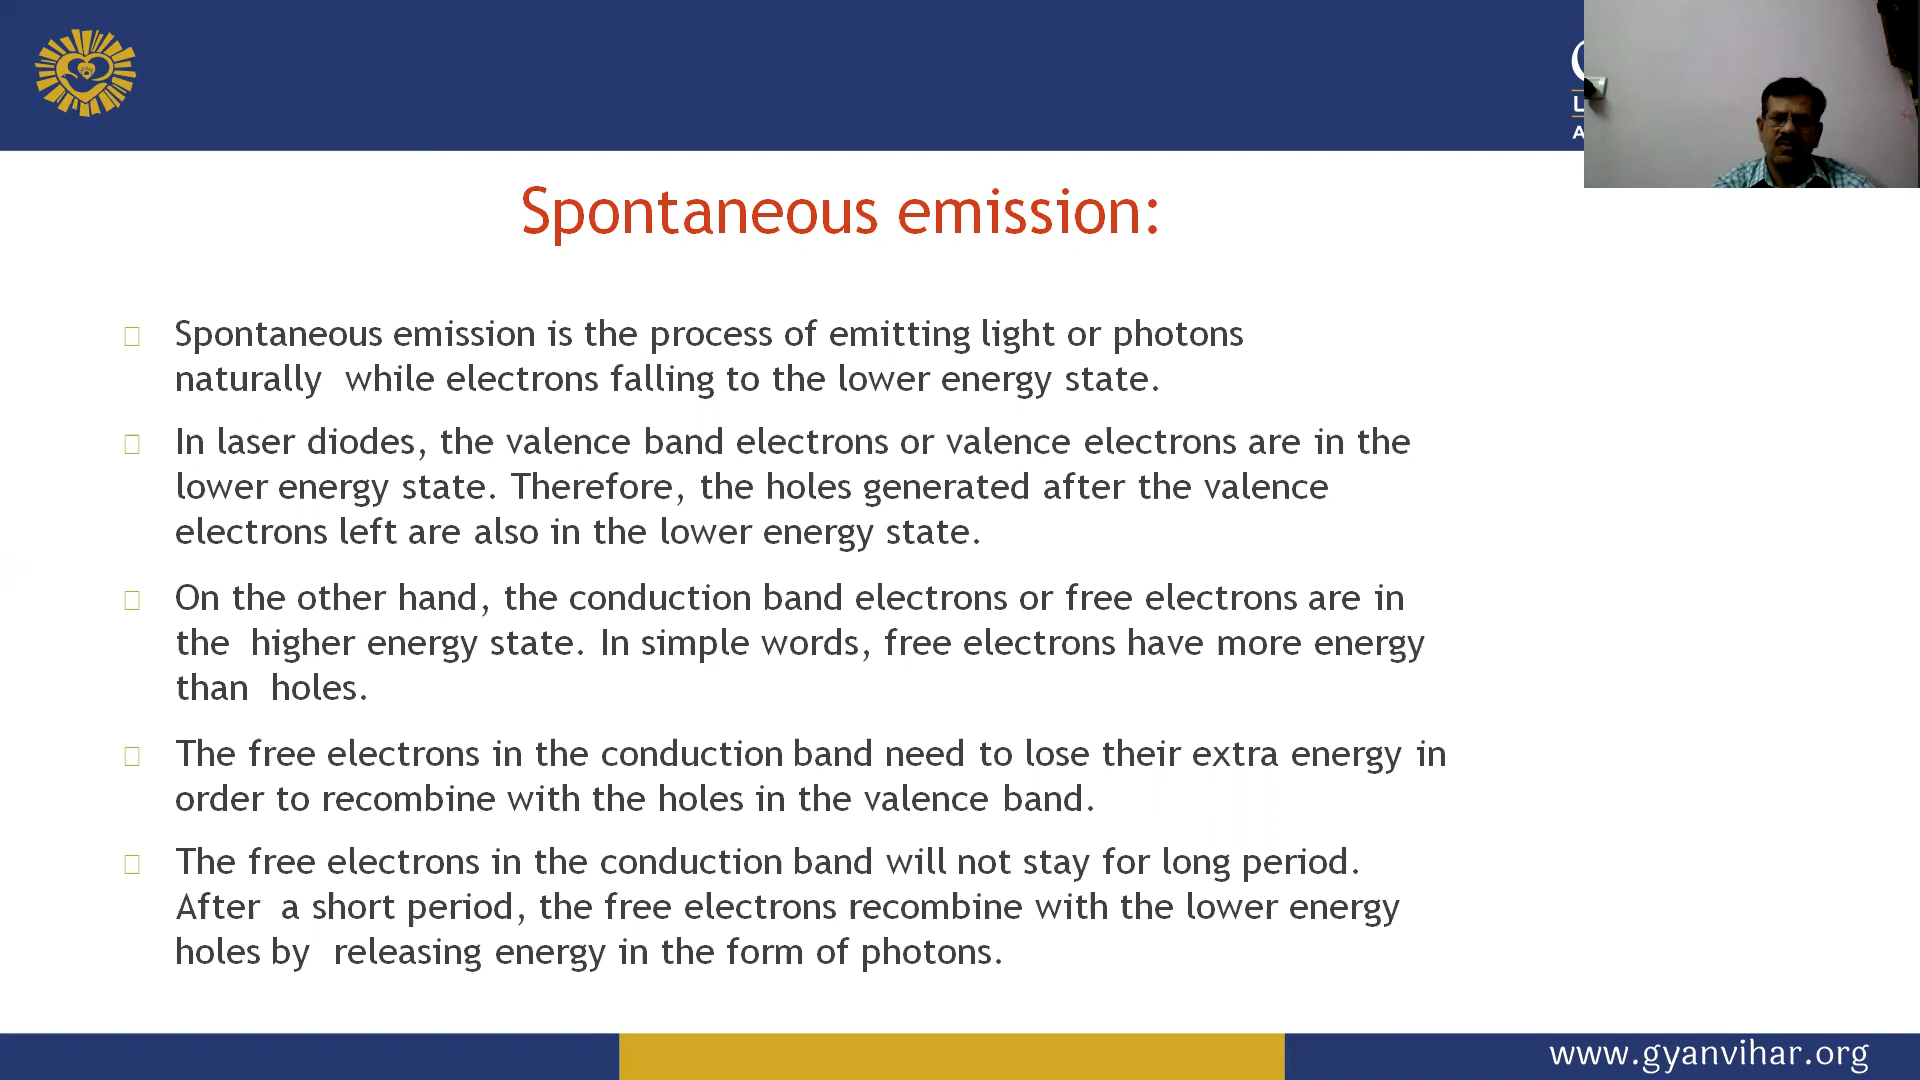 Spontaneous emission:
Spontaneous emission is the process of emitting light or photons
naturally while electrons falling to the lower energy state.
In laser diodes, the valence band electrons or valence electrons are in the
lower energy state. Therefore, the holes generated after the valence
electrons left are also in the lower energy state.
On the other hand, the conduction band electrons or free electrons are in
the higher energy state. In simple words, free electrons have more energy
than holes.
The free electrons in the conduction band need to lose their extra energy in
order to recombine with the holes in the valence band.
The free electrons in the conduction band will not stay for long period.
After a short period, the free electrons recombine with the lower energy
holes by releasing energy in the form of photons.
www.gyanvihar.org